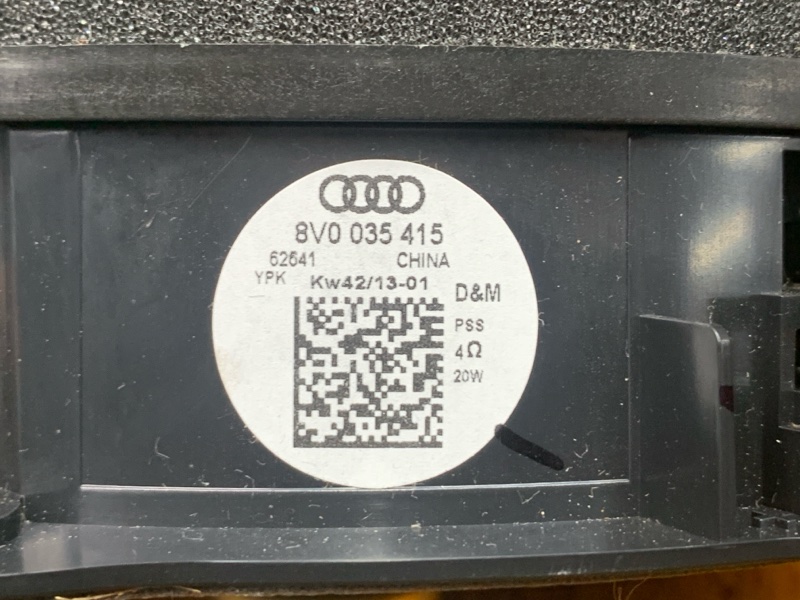 8V0 035 415
62641 CHINA
YPK Kw42/13-01
D&M
PSS
4Ω
20W